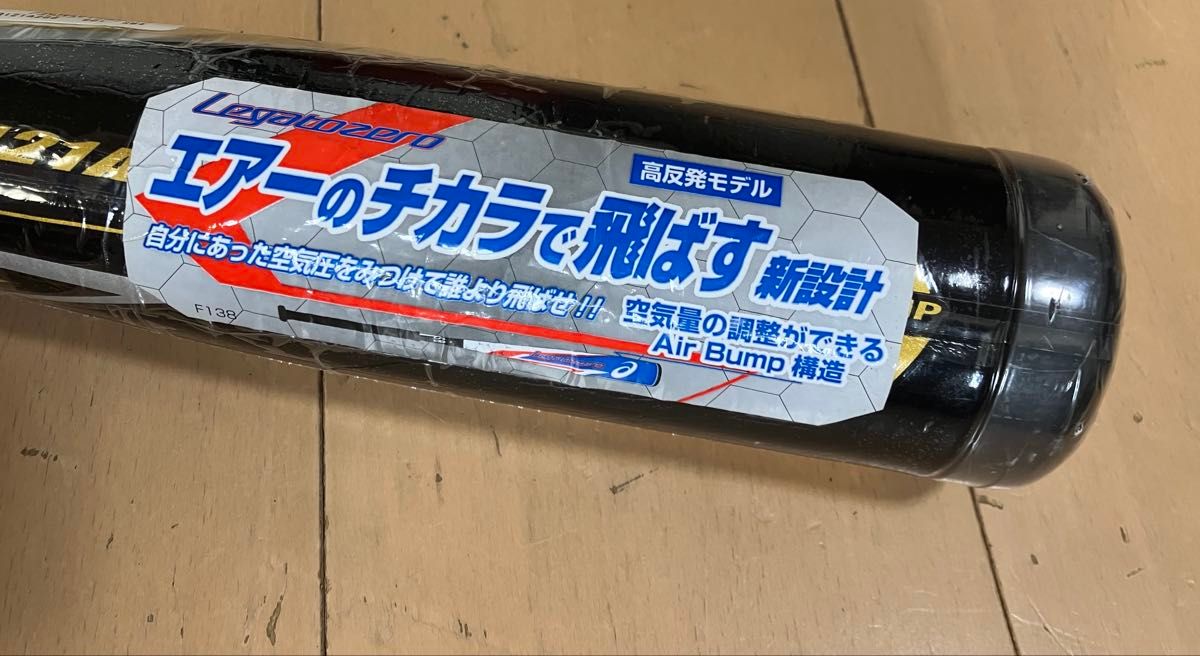 Legatozero
高反発モデル
エアーのチカラで飛ばす 新設計
自分にあった空気圧をみつけて誰より飛ばせ!!
空気量の調整ができる
Air Bump 構造
F138